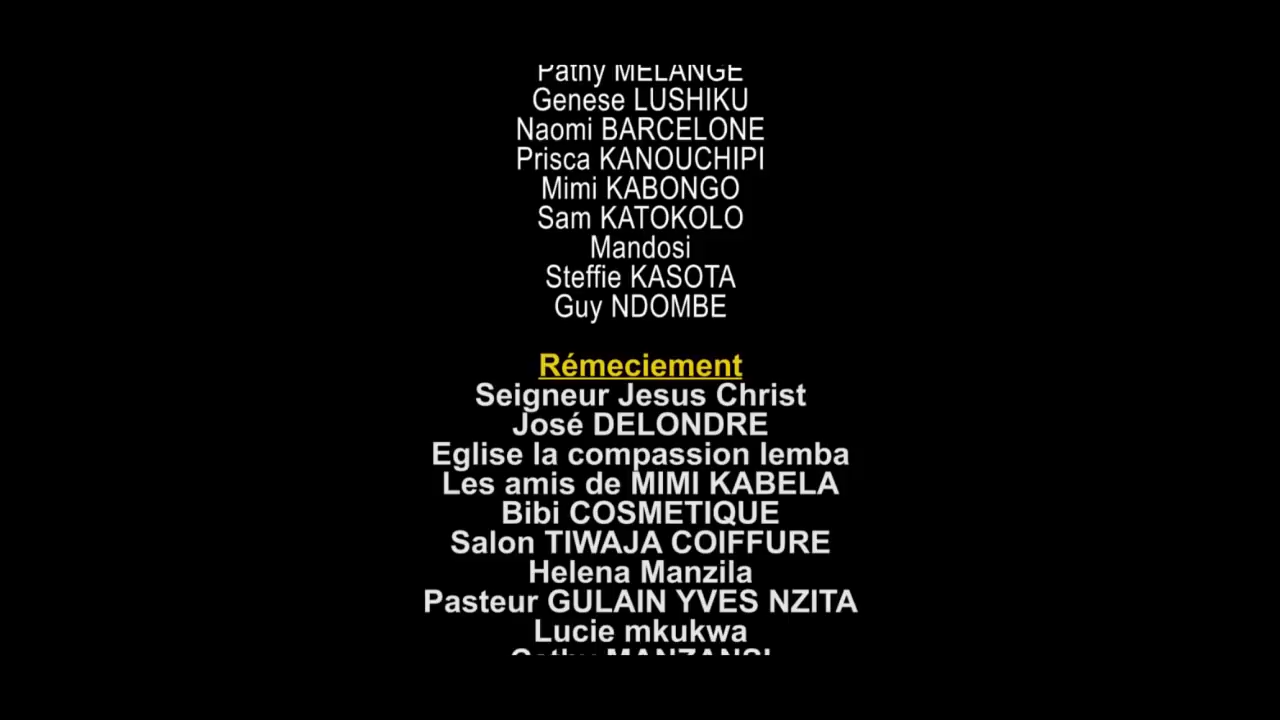 Pathy MELANGE
Genese LUSHIKU
Naomi BARCELONE
Prisca KANOUCHIPI
Mimi KABONGO
Sam KATOKOLO
Mandosi
Steffie KASOTA
Guy NDOMBE
Rémeciement
Seigneur Jesus Christ
José DELONDRE
Eglise la compassion lemba
Les amis de MIMI KABELA
Bibi COSMETIQUE
Salon TIWAJA COIFFURE
Helena Manzila
Pasteur GULAIN YVES NZITA
Lucie mkukwa